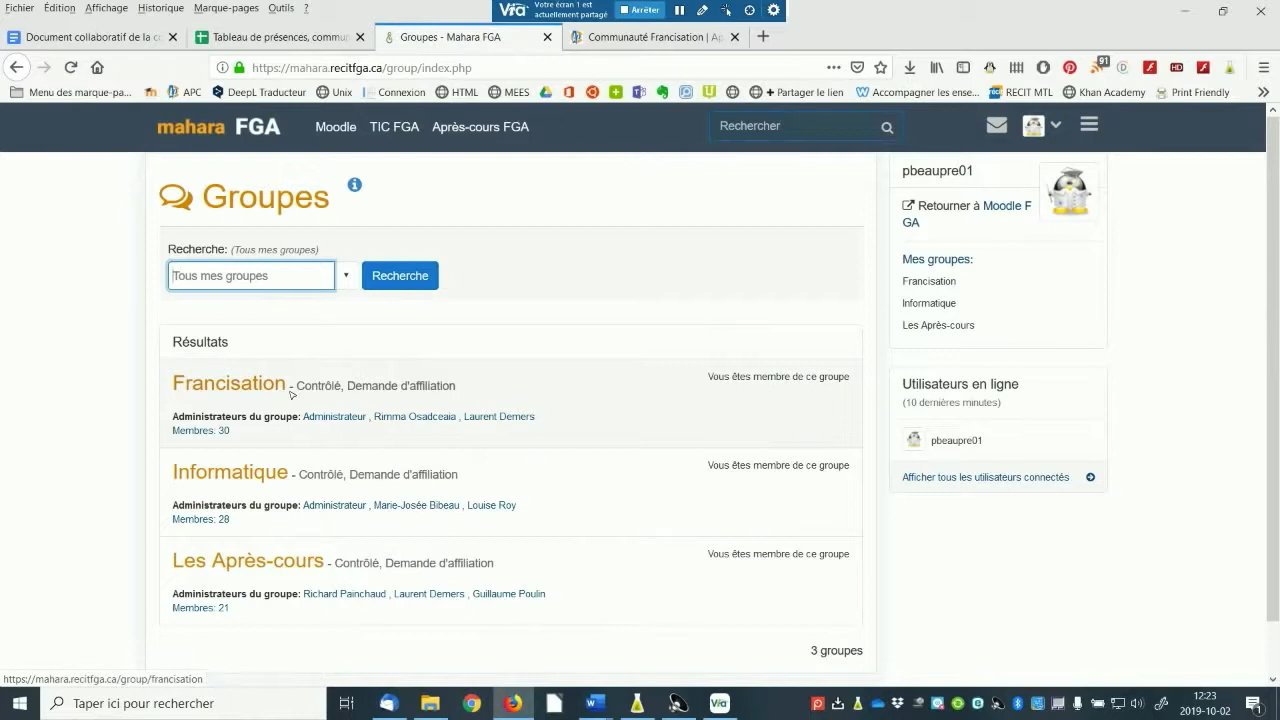 Fichier Édition Affichage Historique Marque-pages Outils ?
Via Votre écran 1 est actuellement partagé Arrêter
Document collaboratif de la co Tableau de présences, commun Groupes - Mahara FGA Communauté Francisation | Ap
https://mahara.recitfga.ca/group/index.php
91
Menu des marque-pa... APC DeepL Traducteur Unix Connexion HTML MEES Partager le lien Accompagner les ense... RECIT MTL Khan Academy Print Friendly
mahara FGA Moodle TIC FGA Après-cours FGA Rechercher
Groupes
Recherche: (Tous mes groupes)
Tous mes groupes Recherche
Résultats
Francisation - Contrôlé, Demande d'affiliation
Vous êtes membre de ce groupe
Administrateurs du groupe: Administrateur , Rimma Osadceaia , Laurent Demers
Membres: 30
Informatique - Contrôlé, Demande d'affiliation
Vous êtes membre de ce groupe
Administrateurs du groupe: Administrateur , Marie-Josée Bibeau , Louise Roy
Membres: 28
Les Après-cours - Contrôlé, Demande d'affiliation
Vous êtes membre de ce groupe
Administrateurs du groupe: Richard Painchaud , Laurent Demers , Guillaume Poulin
Membres: 21
3 groupes
pbeaupre01
Retourner à Moodle F
GA
Mes groupes:
Francisation
Informatique
Les Après-cours
Utilisateurs en ligne
(10 dernières minutes)
pbeaupre01
Afficher tous les utilisateurs connectés
https://mahara.recitfga.ca/group/francisation
Taper ici pour rechercher
12:23
2019-10-02